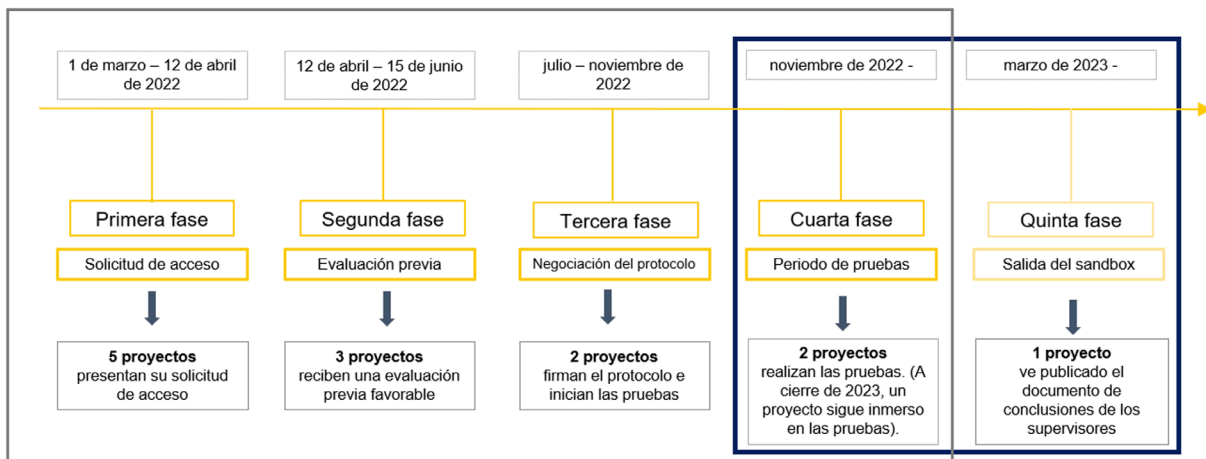 1 de marzo – 12 de abril
de 2022
12 de abril – 15 de junio
de 2022
julio – noviembre de
2022
noviembre de 2022 -
marzo de 2023 -
Primera fase
Segunda fase
Tercera fase
Cuarta fase
Quinta fase
Solicitud de acceso
Evaluación previa
Negociación del protocolo
Periodo de pruebas
Salida del sandbox
5 proyectos
presentan su solicitud
de acceso
3 proyectos
reciben una evaluación
previa favorable
2 proyectos
firman el protocolo e
inician las pruebas
2 proyectos
realizan las pruebas. (A
cierre de 2023, un
proyecto sigue inmerso
en las pruebas).
1 proyecto
ve publicado el
documento de
conclusiones de los
supervisores